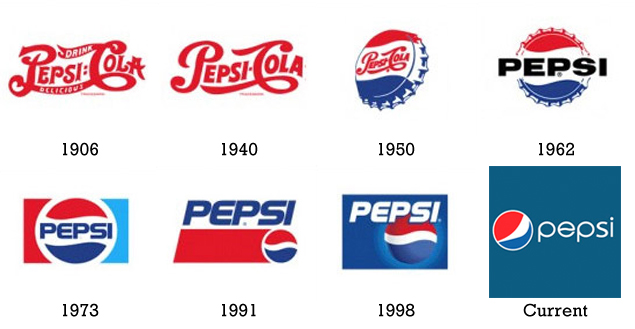 DRINK
PEPSI:COLA
DELICIOUS
PEPSI·COLA
PEPSI-COLA
PEPSI
1906
1940
1950
1962
PEPSI
PEPSI
PEPSI
pepsi
1973
1991
1998
Current